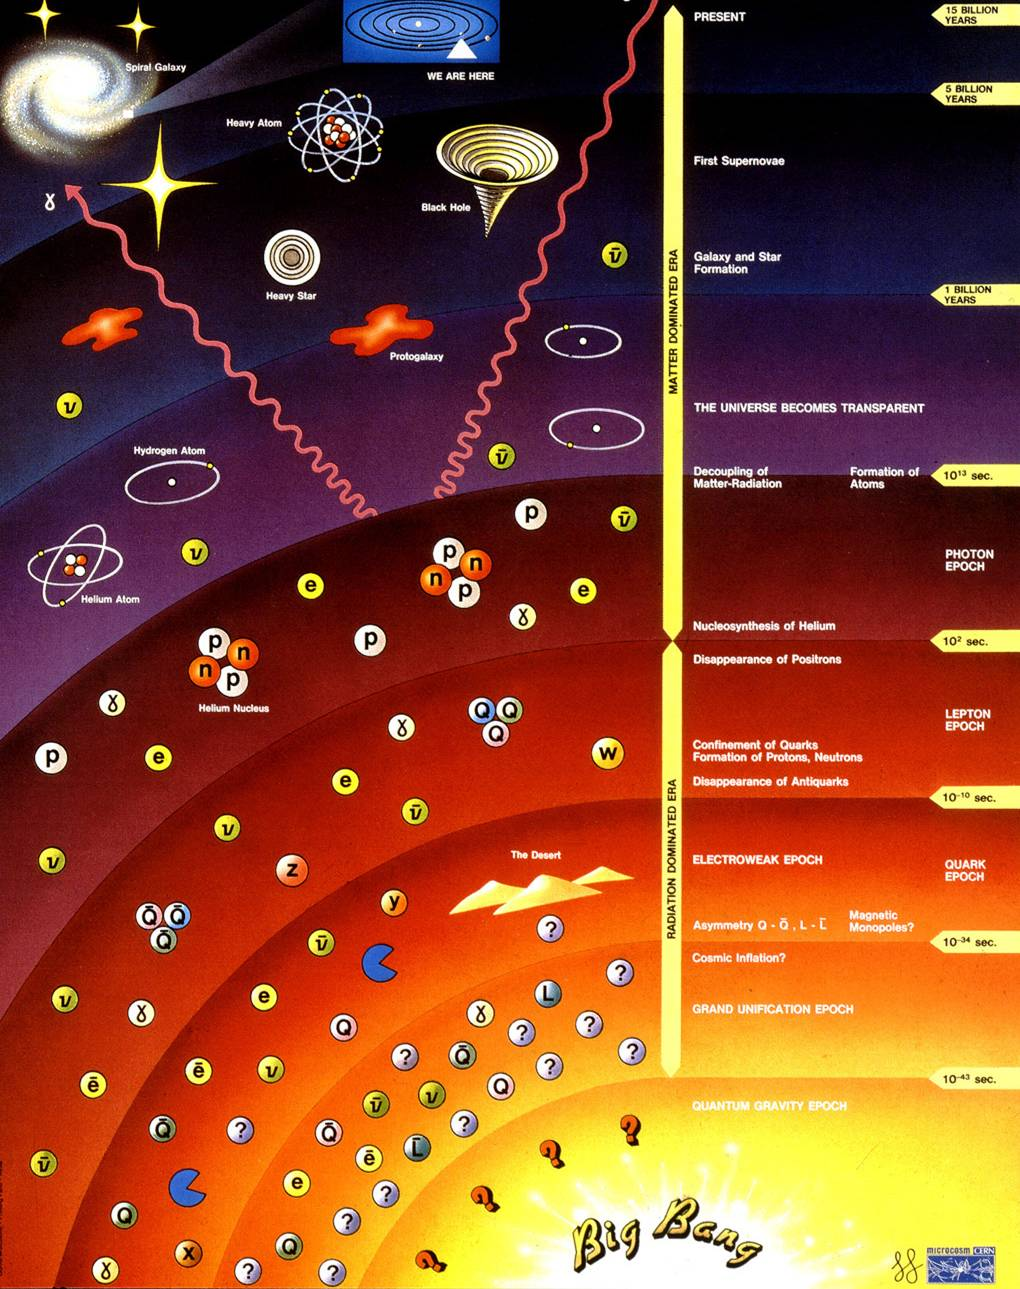 PRESENT
15 BILLION
YEARS
Spiral Galaxy
WE ARE HERE
5 BILLION
YEARS
Heavy Atom
First Supernovae
ɣ
Black Hole
ν̄
Galaxy and Star
Formation
Heavy Star
1 BILLION
YEARS
MATTER DOMINATED ERA
Protogalaxy
ν
THE UNIVERSE BECOMES TRANSPARENT
Hydrogen Atom
ν̄
Decoupling of
Matter-Radiation
Formation of
Atoms
10¹³ sec.
p
ν̄
ν
p
n
n
p
PHOTON
EPOCH
e
e
Helium Atom
ɣ
Nucleosynthesis of Helium
p
10² sec.
p
n
n
p
Disappearance of Positrons
Helium Nucleus
ɣ
Q Q
Q
ɣ
LEPTON
EPOCH
p
e
w
Confinement of Quarks
Formation of Protons, Neutrons
e
Disappearance of Antiquarks
10⁻¹⁰ sec.
ν̄
ν
RADIATION DOMINATED ERA
The Desert
ν
z
ELECTROWEAK EPOCH
QUARK
EPOCH
y
Q̄ Q̄
Q̄
?
Asymmetry Q - Q̄ , L - L̄
Magnetic
Monopoles?
ν̄
10⁻³⁴ sec.
Cosmic Inflation?
?
ν
e
L
ɣ
ɣ
GRAND UNIFICATION EPOCH
Q
?
?
?
Q̄
?
ē
ē
ν
?
Q
10⁻⁴³ sec.
ν̄
ν
QUANTUM GRAVITY EPOCH
Q̄
?
Q̄
?
?
ν̄
ē
L̄
?
e
?
?
Q
?
Big Bang
x
Q
ɣ
?
?
?
microcosm CERN